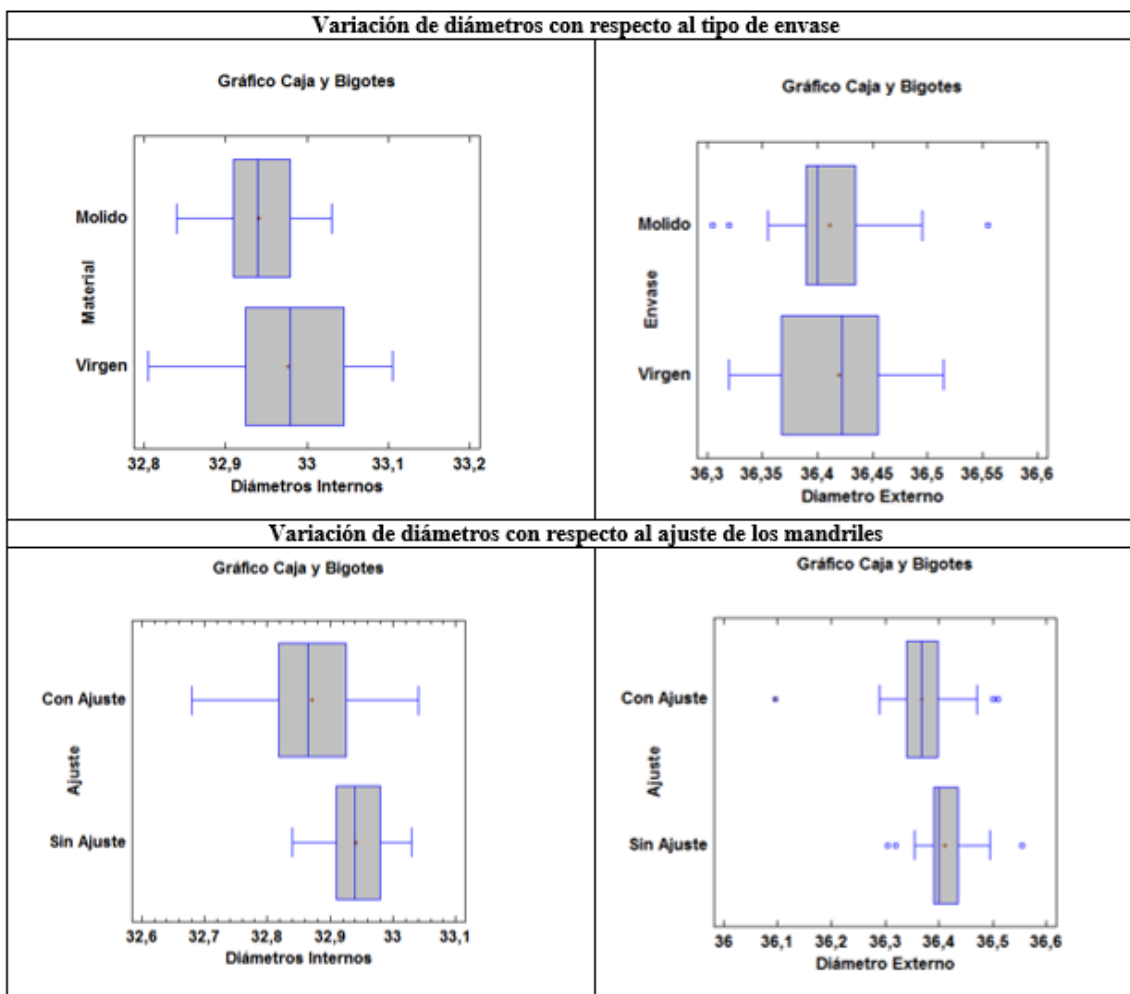 Variación de diámetros con respecto al tipo de envase
Gráfico Caja y Bigotes
Molido
Virgen
Material
32,8 32,9 33 33,1 33,2
Diámetros Internos
Gráfico Caja y Bigotes
Molido
Virgen
Envase
36,3 36,35 36,4 36,45 36,5 36,55 36,6
Diametro Externo
Variación de diámetros con respecto al ajuste de los mandriles
Gráfico Caja y Bigotes
Con Ajuste
Sin Ajuste
Ajuste
32,6 32,7 32,8 32,9 33 33,1
Diámetros Internos
Gráfico Caja y Bigotes
Con Ajuste
Sin Ajuste
Ajuste
36 36,1 36,2 36,3 36,4 36,5 36,6
Diámetro Externo